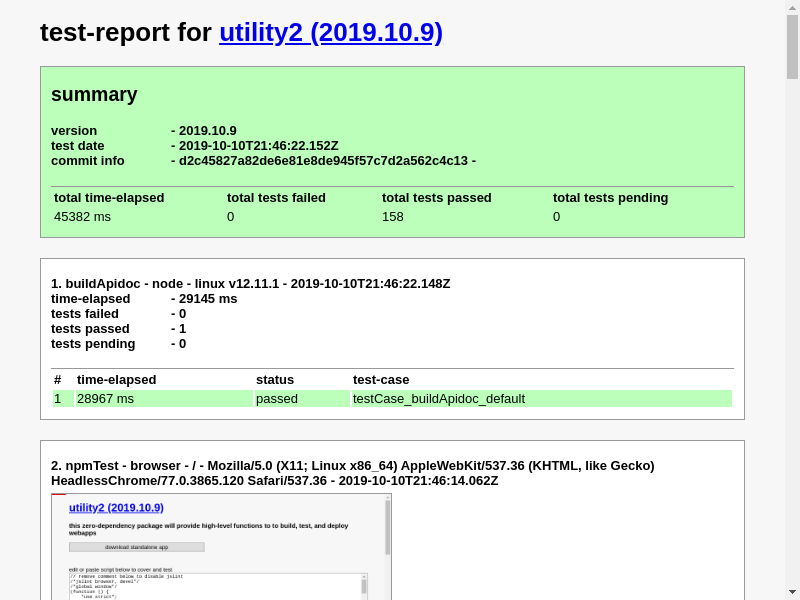 test-report for utility2 (2019.10.9)
summary
version - 2019.10.9
test date - 2019-10-10T21:46:22.152Z
commit info - d2c45827a82de6e81e8de945f57c7d2a562c4c13 -
total time-elapsed total tests failed total tests passed total tests pending
45382 ms 0 158 0
1. buildApidoc - node - linux v12.11.1 - 2019-10-10T21:46:22.148Z
time-elapsed - 29145 ms
tests failed - 0
tests passed - 1
tests pending - 0
# time-elapsed status test-case
1 28967 ms passed testCase_buildApidoc_default
2. npmTest - browser - / - Mozilla/5.0 (X11; Linux x86_64) AppleWebKit/537.36 (KHTML, like Gecko)
HeadlessChrome/77.0.3865.120 Safari/537.36 - 2019-10-10T21:46:14.062Z
utility2 (2019.10.9)
this zero-dependency package will provide high-level functions to to build, test, and deploy
webapps
download standalone app
edit or paste script below to cover and test
// remove comment below to disable jslint
/*jslint browser, devel*/
/*global window*/
(function () {
"use strict";